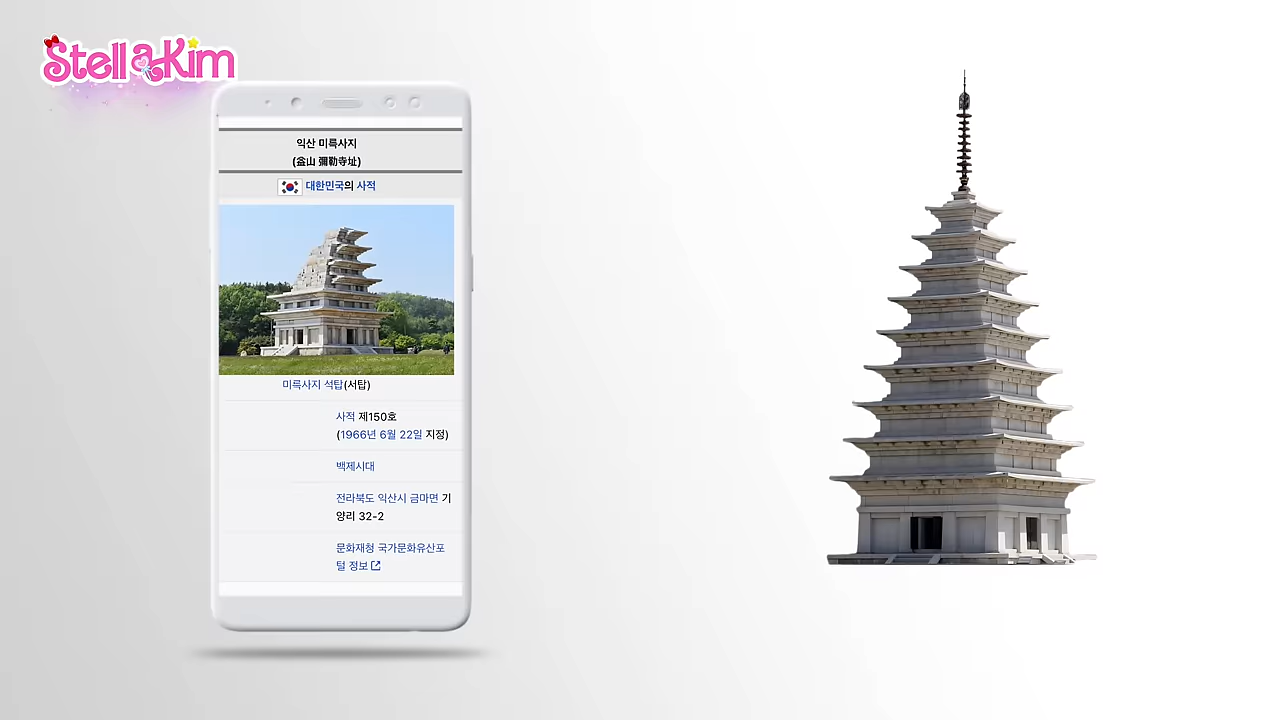 Stella Kim
익산 미륵사지
(益山 彌勒寺址)
대한민국의 사적
미륵사지 석탑(서탑)
사적 제150호
(1966년 6월 22일 지정)
백제시대
전라북도 익산시 금마면 기
양리 32-2
문화재청 국가문화유산포
털 정보